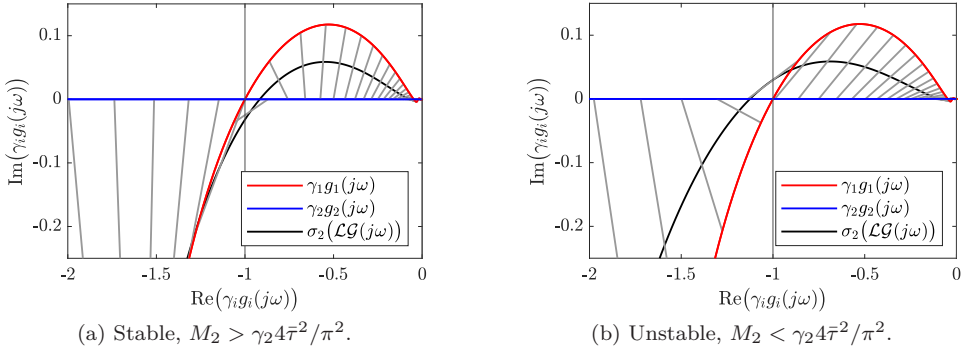 0.1
0
-0.1
-0.2
Im(γᵢgᵢ(jω))
γ₁g₁(jω)
γ₂g₂(jω)
σ₂(ℒ𝒢(jω))
-2 -1.5 -1 -0.5 0
Re(γᵢgᵢ(jω))
(a) Stable, M₂ > γ₂4τ̄²/π².
0.1
0
-0.1
-0.2
Im(γᵢgᵢ(jω))
γ₁g₁(jω)
γ₂g₂(jω)
σ₂(ℒ𝒢(jω))
-2 -1.5 -1 -0.5 0
Re(γᵢgᵢ(jω))
(b) Unstable, M₂ < γ₂4τ̄²/π².